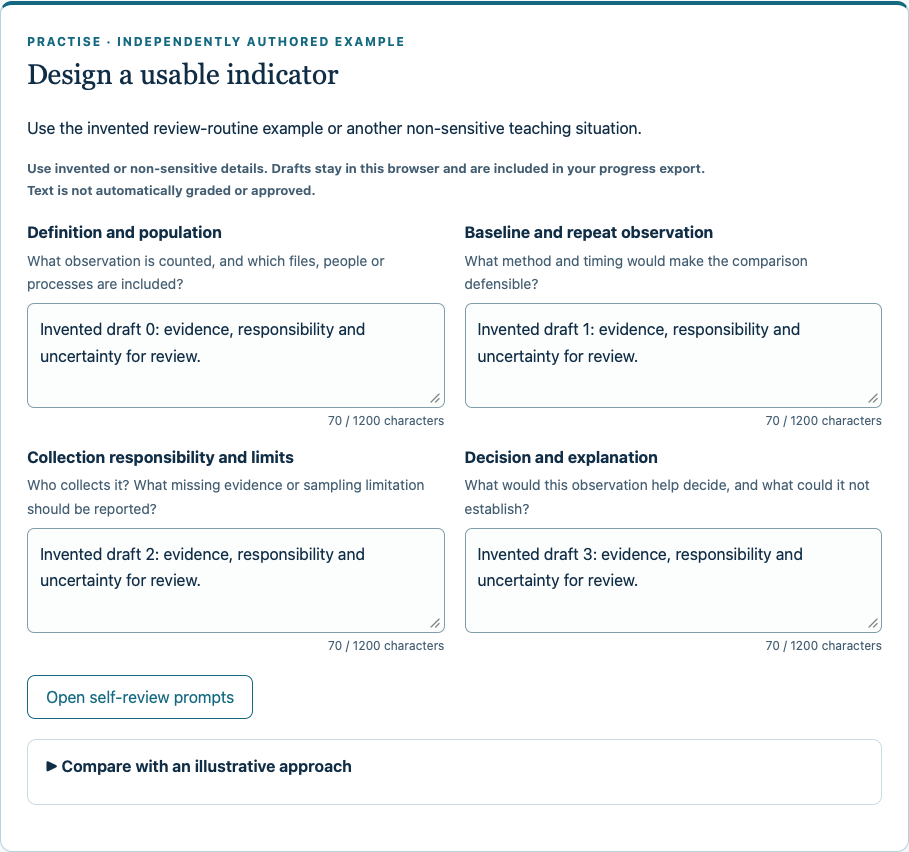 PRACTISE · INDEPENDENTLY AUTHORED EXAMPLE
Design a usable indicator
Use the invented review-routine example or another non-sensitive teaching situation.
Use invented or non-sensitive details. Drafts stay in this browser and are included in your progress export.
Text is not automatically graded or approved.
Definition and population
What observation is counted, and which files, people or
processes are included?
Invented draft 0: evidence, responsibility and
uncertainty for review.
70 / 1200 characters
Baseline and repeat observation
What method and timing would make the comparison
defensible?
Invented draft 1: evidence, responsibility and
uncertainty for review.
70 / 1200 characters
Collection responsibility and limits
Who collects it? What missing evidence or sampling limitation
should be reported?
Invented draft 2: evidence, responsibility and
uncertainty for review.
70 / 1200 characters
Decision and explanation
What would this observation help decide, and what could it not
establish?
Invented draft 3: evidence, responsibility and
uncertainty for review.
70 / 1200 characters
Open self-review prompts
Compare with an illustrative approach